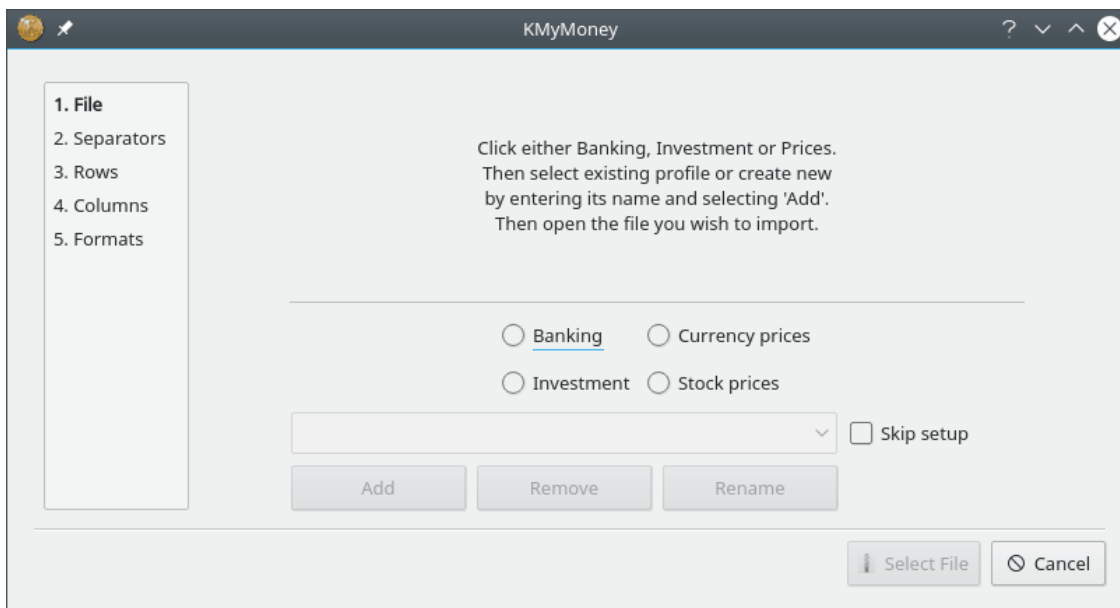 KMyMoney
1. File
2. Separators
3. Rows
4. Columns
5. Formats
Click either Banking, Investment or Prices.
Then select existing profile or create new
by entering its name and selecting 'Add'.
Then open the file you wish to import.
Banking
Currency prices
Investment
Stock prices
Skip setup
Add
Remove
Rename
Select File
Cancel